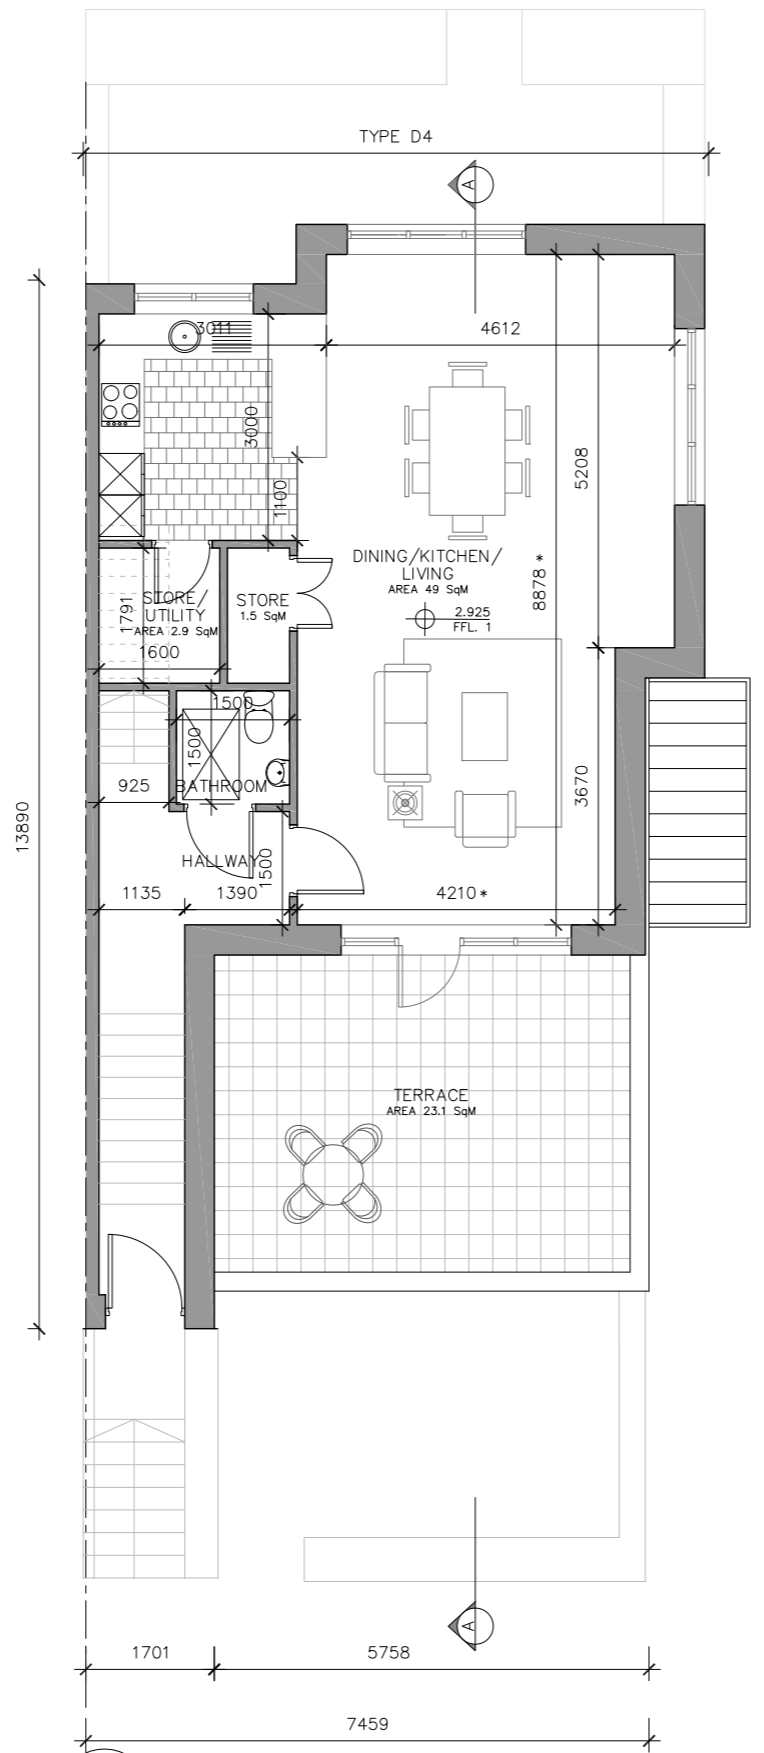 TYPE D4
A
3011
4612
3000
1100
5208
8878 *
DINING/KITCHEN/
LIVING
AREA 49 SqM
2.925
FFL. 1
STORE/
UTILITY
AREA 2.9 SqM
1791
1600
STORE
1.5 SqM
1500
1500
925
BATHROOM
3670
13890
HALLWAY
1500
1135
1390
4210 *
TERRACE
AREA 23.1 SqM
A
1701
5758
7459